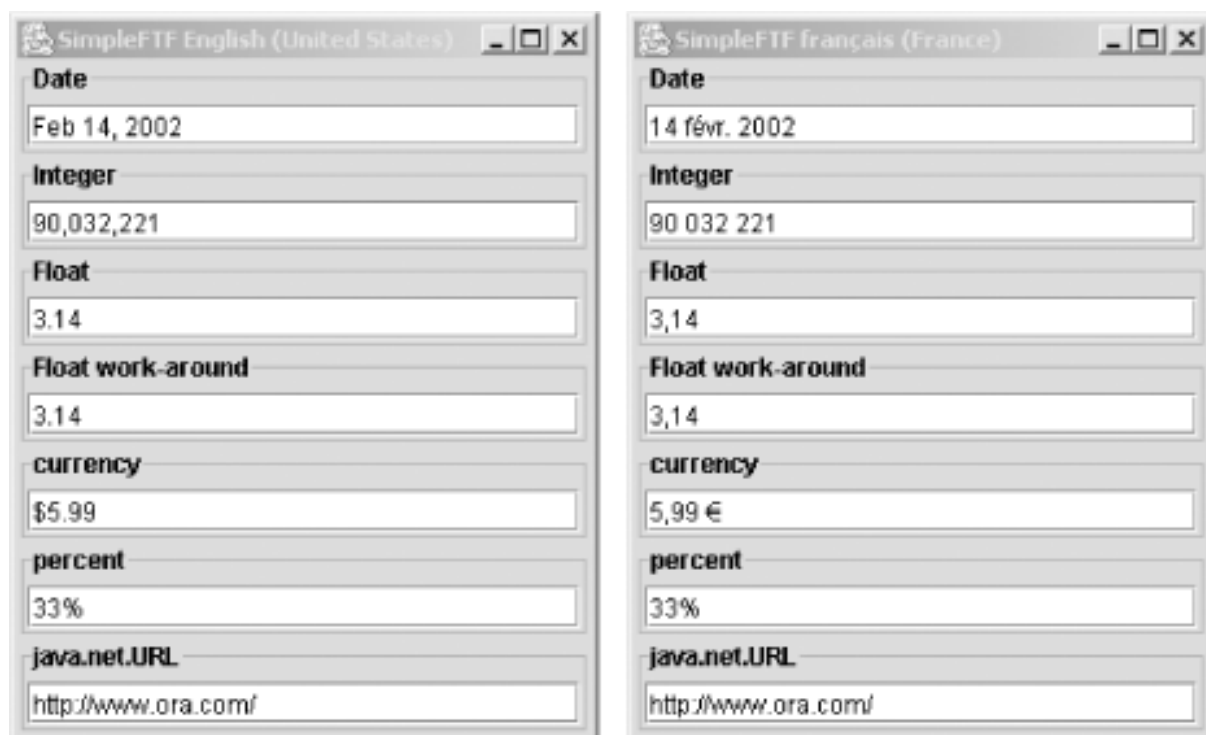 SimpleFTF English (United States)
Date
Feb 14, 2002
Integer
90,032,221
Float
3.14
Float work-around
3.14
currency
$5.99
percent
33%
java.net.URL
http://www.ora.com/
SimpleFTF français (France)
Date
14 févr. 2002
Integer
90 032 221
Float
3,14
Float work-around
3,14
currency
5,99 €
percent
33%
java.net.URL
http://www.ora.com/